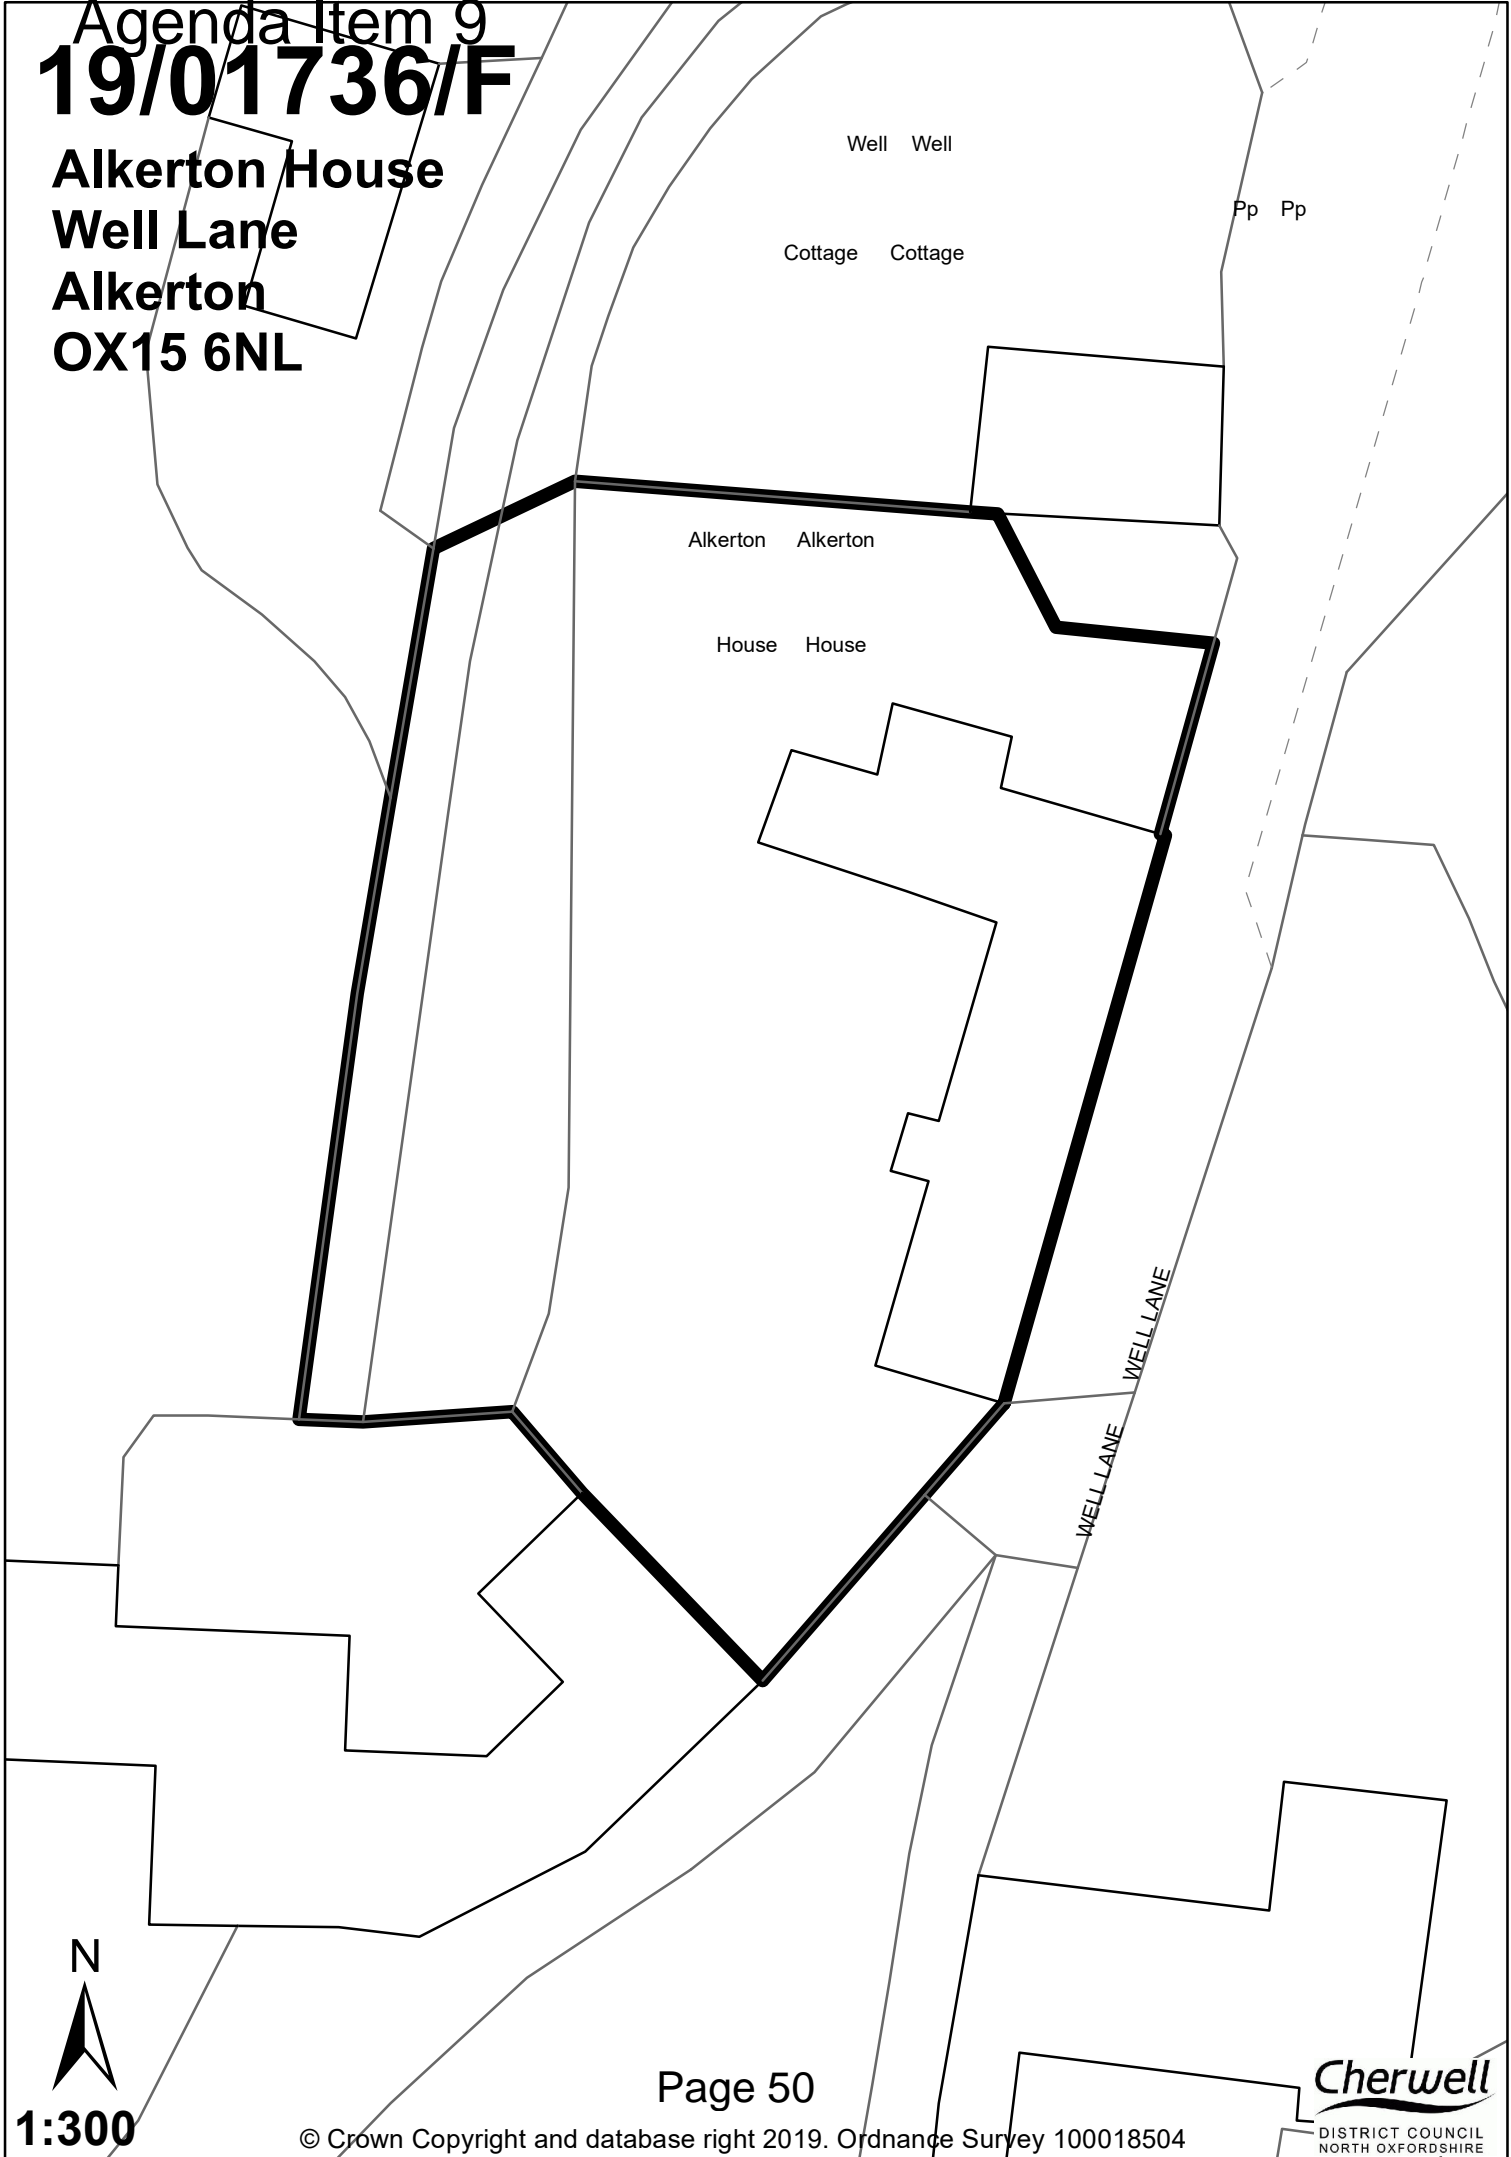 Agenda Item 9
19/01736/F
Alkerton House
Well Lane
Alkerton
OX15 6NL
Well Well
Cottage Cottage
Pp Pp
Alkerton Alkerton
House House
WELL LANE
WELL LANE
N
1:300
Page 50
© Crown Copyright and database right 2019. Ordnance Survey 100018504
Cherwell
DISTRICT COUNCIL
NORTH OXFORDSHIRE